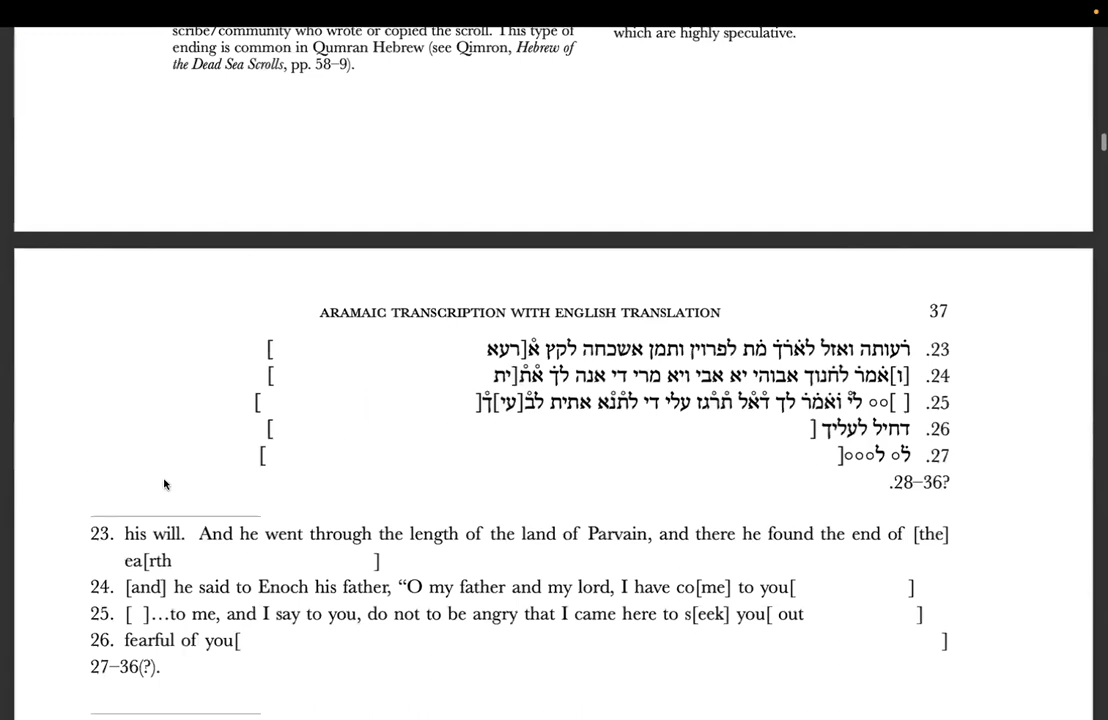 scribe/community who wrote or copied the scroll. This type of
ending is common in Qumran Hebrew (see Qimron, Hebrew of
the Dead Sea Scrolls, pp. 58–9).
which are highly speculative.
ARAMAIC TRANSCRIPTION WITH ENGLISH TRANSLATION 37
23. רׄעותה ואזל לאׄרׄךׄ מׄת לפרוין ותמן אשכחה לקץ א֯[רעא ]
24. [ו]אׄמׄרׄ לׄחׄנוך אבוהי יא אבי ויא מרי די אנה לךׄ א֯ת֯[ית ]
25. [ ]∘∘ לי֯ וׄאׄמׄרׄ לך ד֯אׄל ת֯רׄגז עלי די לת֯נ֯א אתית לב֯[עי]ך֯[ ]
26. דחיל לעליך [ ]
27. לׄ∘ ל∘∘∘[ ]
28–36?.
23. his will. And he went through the length of the land of Parvain, and there he found the end of [the]
ea[rth ]
24. [and] he said to Enoch his father, “O my father and my lord, I have co[me] to you[ ]
25. [ ]…to me, and I say to you, do not to be angry that I came here to s[eek] you[ out ]
26. fearful of you[ ]
27–36(?).